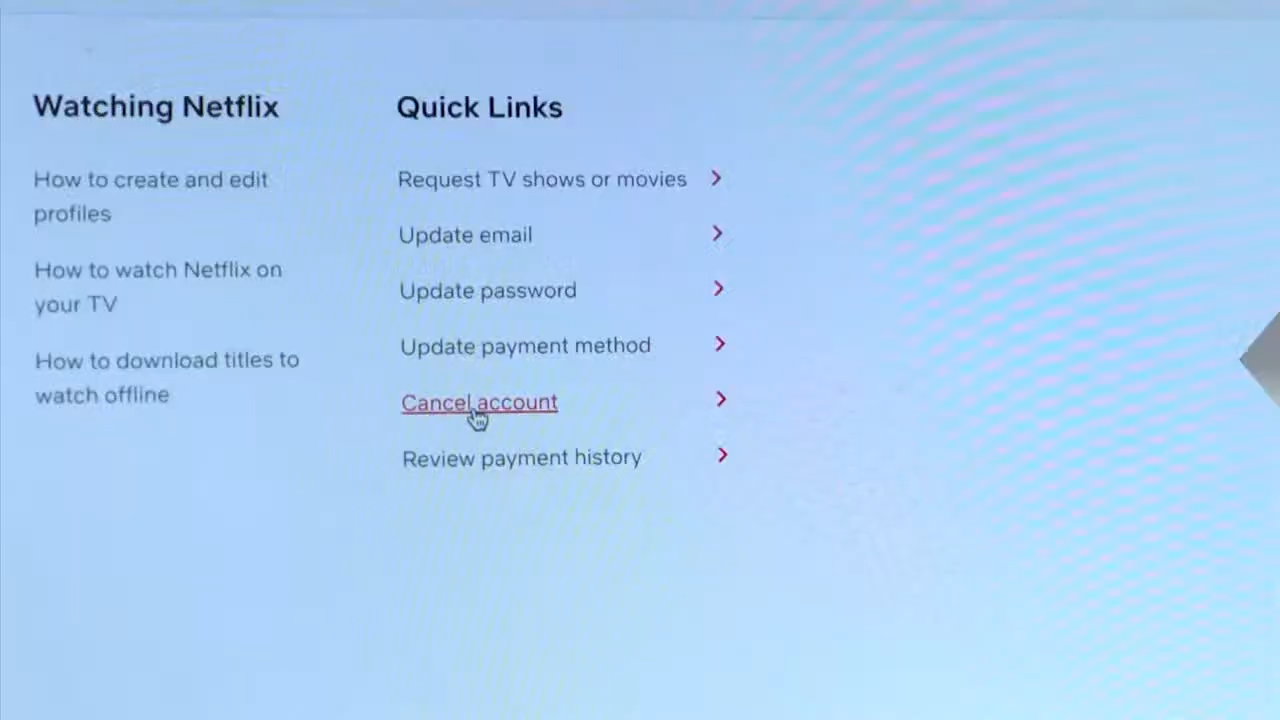 Watching Netflix
How to create and edit
profiles
How to watch Netflix on
your TV
How to download titles to
watch offline
Quick Links
Request TV shows or movies
Update email
Update password
Update payment method
Cancel account
Review payment history